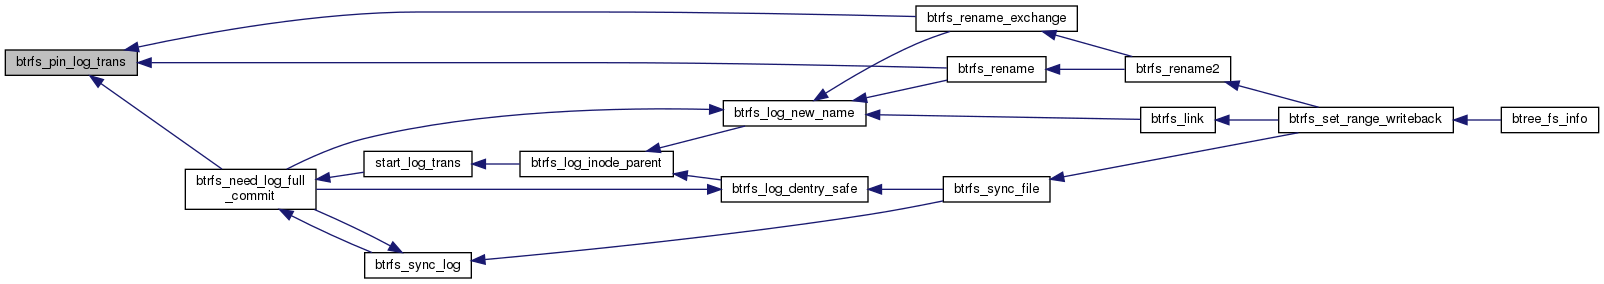 btrfs_pin_log_trans
btrfs_need_log_full
_commit
start_log_trans
btrfs_sync_log
btrfs_log_inode_parent
btrfs_log_new_name
btrfs_log_dentry_safe
btrfs_rename_exchange
btrfs_rename
btrfs_sync_file
btrfs_rename2
btrfs_link
btrfs_set_range_writeback
btree_fs_info